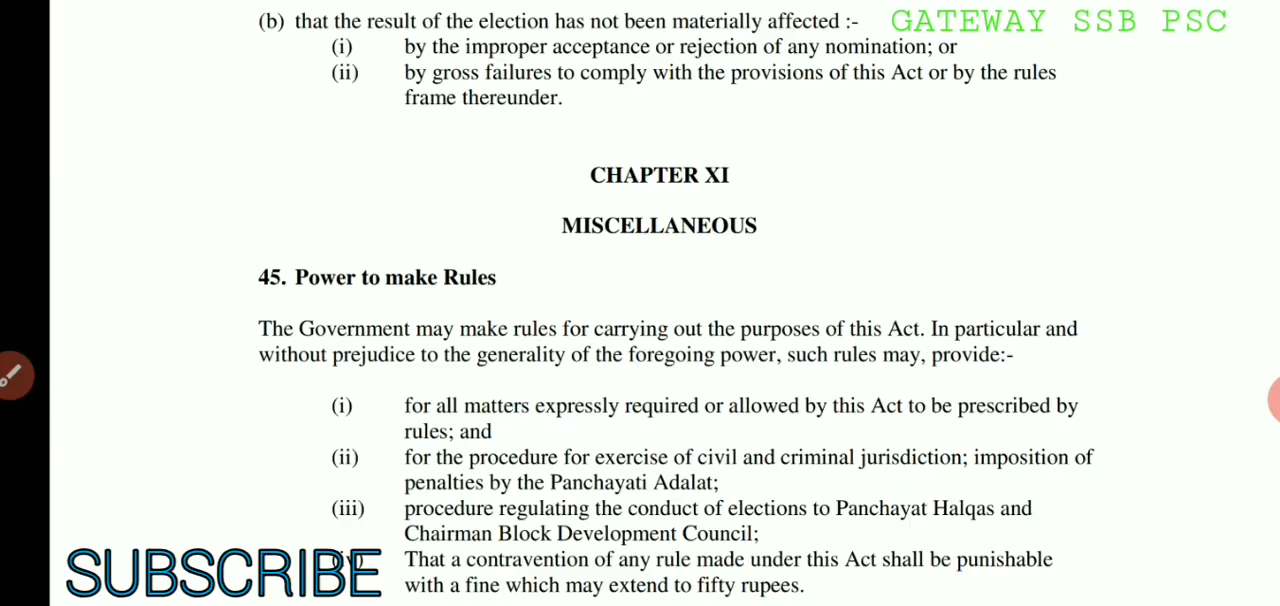 (b) that the result of the election has not been materially affected :- GATEWAY SSB PSC
(i) by the improper acceptance or rejection of any nomination; or
(ii) by gross failures to comply with the provisions of this Act or by the rules
frame thereunder.
CHAPTER XI
MISCELLANEOUS
45. Power to make Rules
The Government may make rules for carrying out the purposes of this Act. In particular and
without prejudice to the generality of the foregoing power, such rules may, provide:-
(i) for all matters expressly required or allowed by this Act to be prescribed by
rules; and
(ii) for the procedure for exercise of civil and criminal jurisdiction; imposition of
penalties by the Panchayati Adalat;
(iii) procedure regulating the conduct of elections to Panchayat Halqas and
Chairman Block Development Council;
SUBSCRIBE
That a contravention of any rule made under this Act shall be punishable
with a fine which may extend to fifty rupees.